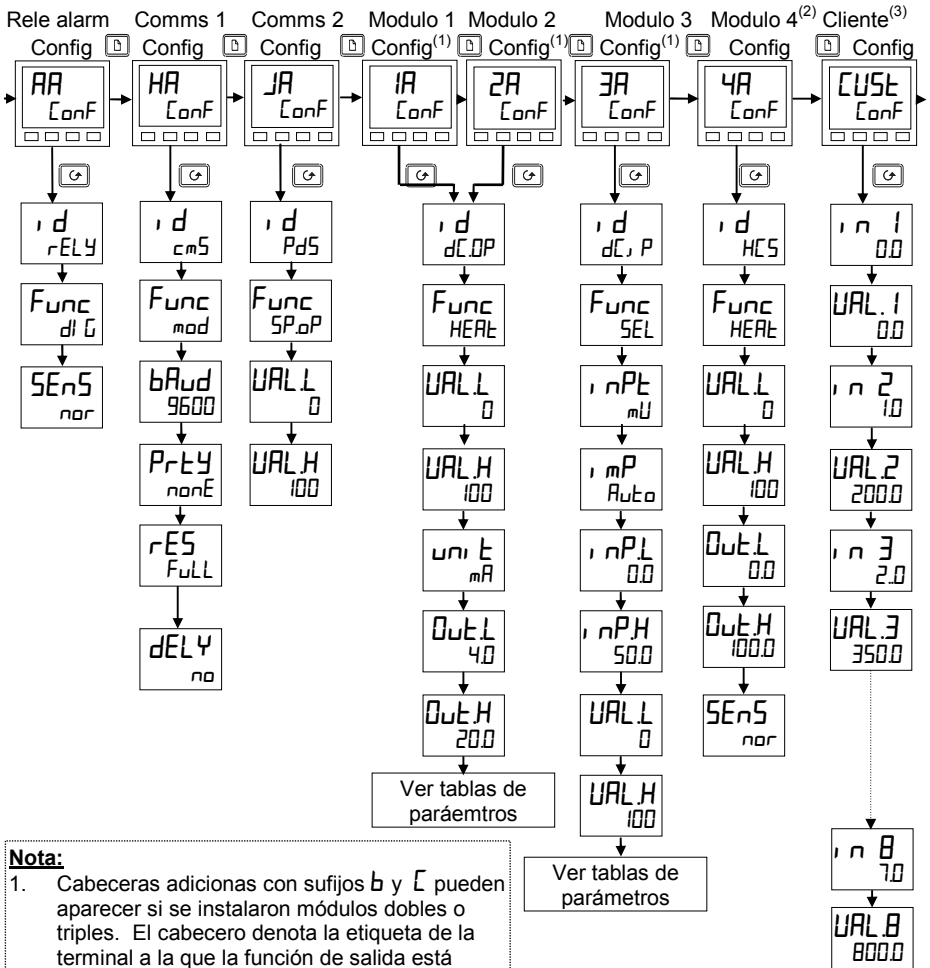 Rele alarm Comms 1 Comms 2 Modulo 1 Modulo 2 Modulo 3 Modulo 4(2) Cliente(3)
Config Config Config Config(1) Config(1) Config(1) Config Config
AA HA JA 1A 2A 3A 4A CUSt
ConF ConF ConF ConF ConF ConF ConF ConF
id id id id id id in 1
rELY cmS PdS dC.OP dC.iP HES 0.0
Func Func Func Func Func Func VAL.1
diG mod SP.oP HEAt SEL HEAt 0.0
SEnS bAud VAL.L VAL.L inPt VAL.L in 2
nor 9600 0 0 mV 0 1.0
PrtY VAL.H VAL.H imP VAL.H VAL.2
nonE 100 100 Auto 100 200.0
rES unit inP.L Out.L in 3
FuLL mA 0.0 0.0 2.0
dELY Out.L inP.H Out.H VAL.3
no 4.0 50.0 100.0 350.0
Out.H VAL.L SEnS
20.0 0 nor
Ver tablas de VAL.H
paráemtros 100
Ver tablas de
parámetros
in 8
7.0
VAL.8
800.0
Nota:
1. Cabeceras adicionas con sufijos b y C pueden
aparecer si se instalaron módulos dobles o
triples. El cabecero denota la etiqueta de la
terminal a la que la función de salida está